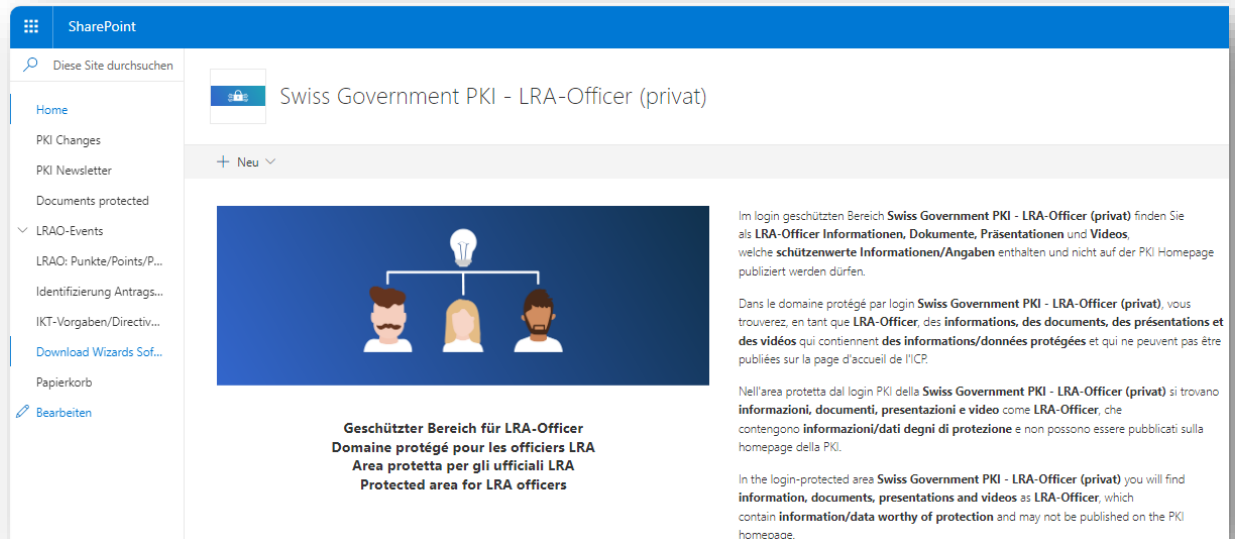 SharePoint
Diese Site durchsuchen
Home
PKI Changes
PKI Newsletter
Documents protected
LRAO-Events
LRAO: Punkte/Points/P...
Identifizierung Antrags...
IKT-Vorgaben/Directiv...
Download Wizards Sof...
Papierkorb
Bearbeiten
Swiss Government PKI - LRA-Officer (privat)
Neu
Geschützter Bereich für LRA-Officer
Domaine protégé pour les officiers LRA
Area protetta per gli ufficiali LRA
Protected area for LRA officers
Im login geschützten Bereich Swiss Government PKI - LRA-Officer (privat) finden Sie
als LRA-Officer Informationen, Dokumente, Präsentationen und Videos,
welche schützenwerte Informationen/Angaben enthalten und nicht auf der PKI Homepage
publiziert werden dürfen.
Dans le domaine protégé par login Swiss Government PKI - LRA-Officer (privat), vous
trouverez, en tant que LRA-Officer, des informations, des documents, des présentations et
des vidéos qui contiennent des informations/données protégées et qui ne peuvent pas être
publiées sur la page d'accueil de l'ICP.
Nell'area protetta dal login PKI della Swiss Government PKI - LRA-Officer (privat) si trovano
informazioni, documenti, presentazioni e video come LRA-Officer, che
contengono informazioni/dati degni di protezione e non possono essere pubblicati sulla
homepage della PKI.
In the login-protected area Swiss Government PKI - LRA-Officer (privat) you will find
information, documents, presentations and videos as LRA-Officer, which
contain information/data worthy of protection and may not be published on the PKI
homepage.